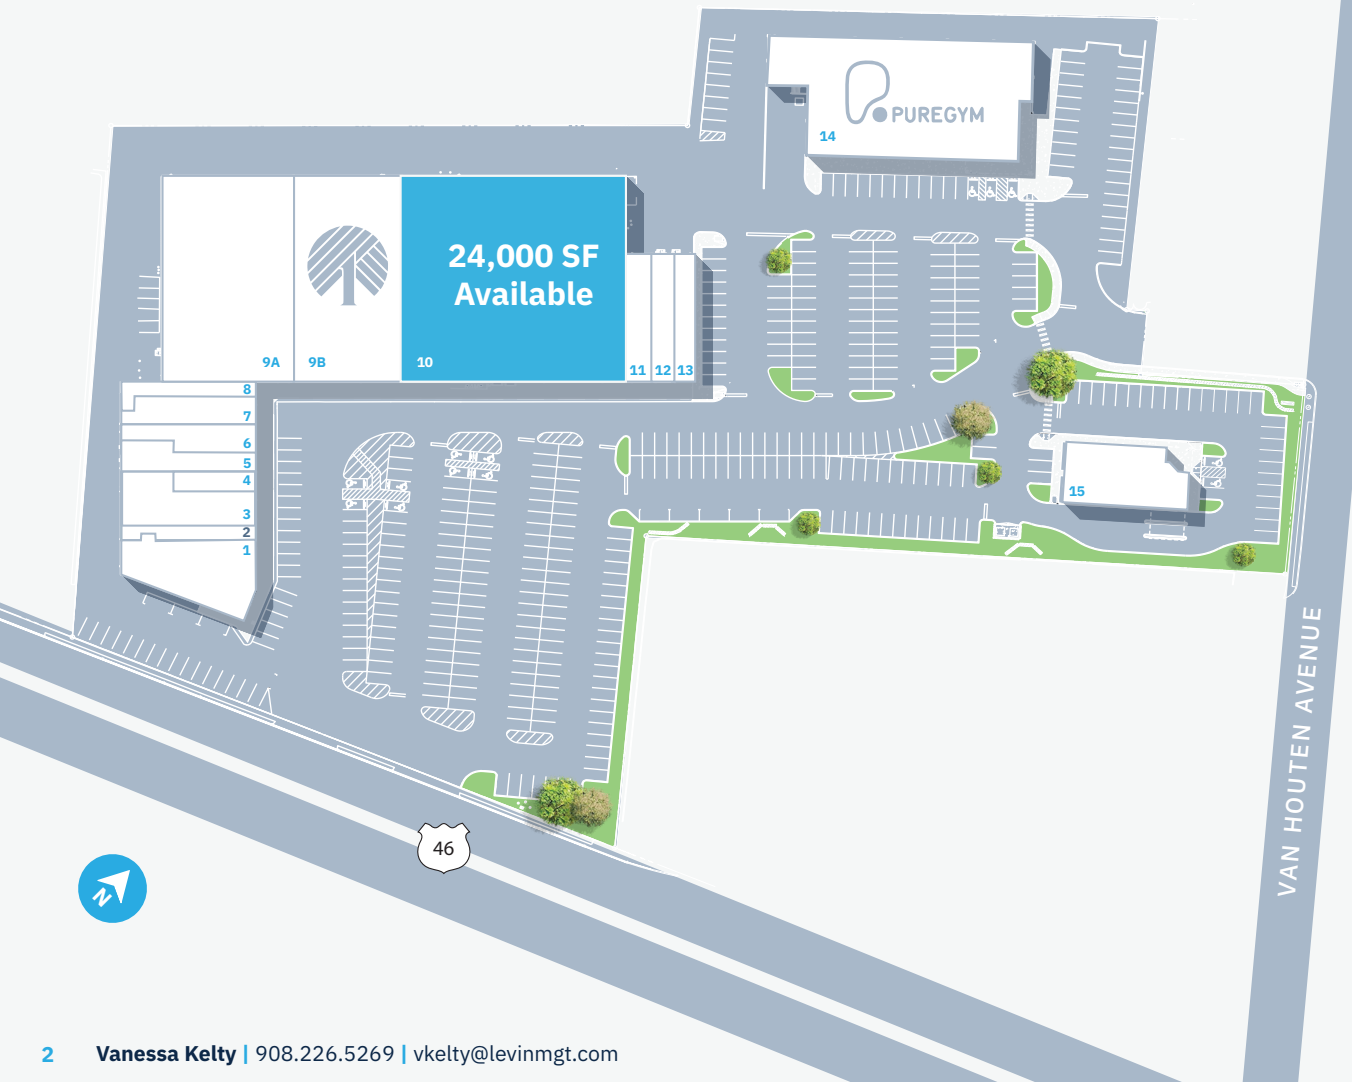 PUREGYM
14
24,000 SF
Available
9A
9B
10
11
12
13
8
7
6
5
4
3
2
1
15
VAN HOUTEN AVENUE
46
N
2 Vanessa Kelty | 908.226.5269 | vkelty@levinmgt.com